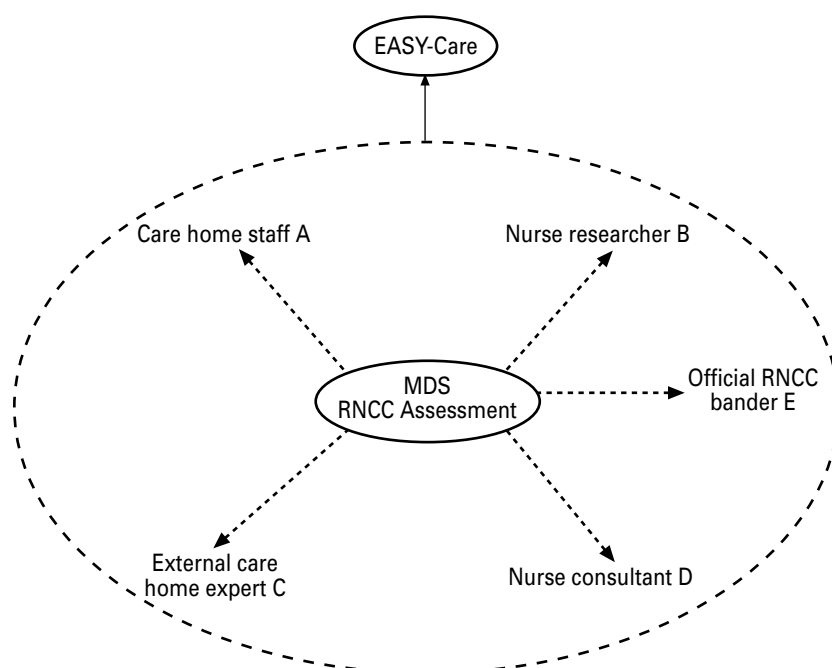 EASY-Care
Care home staff A
Nurse researcher B
MDS
RNCC Assessment
Official RNCC
bander E
External care
home expert C
Nurse consultant D